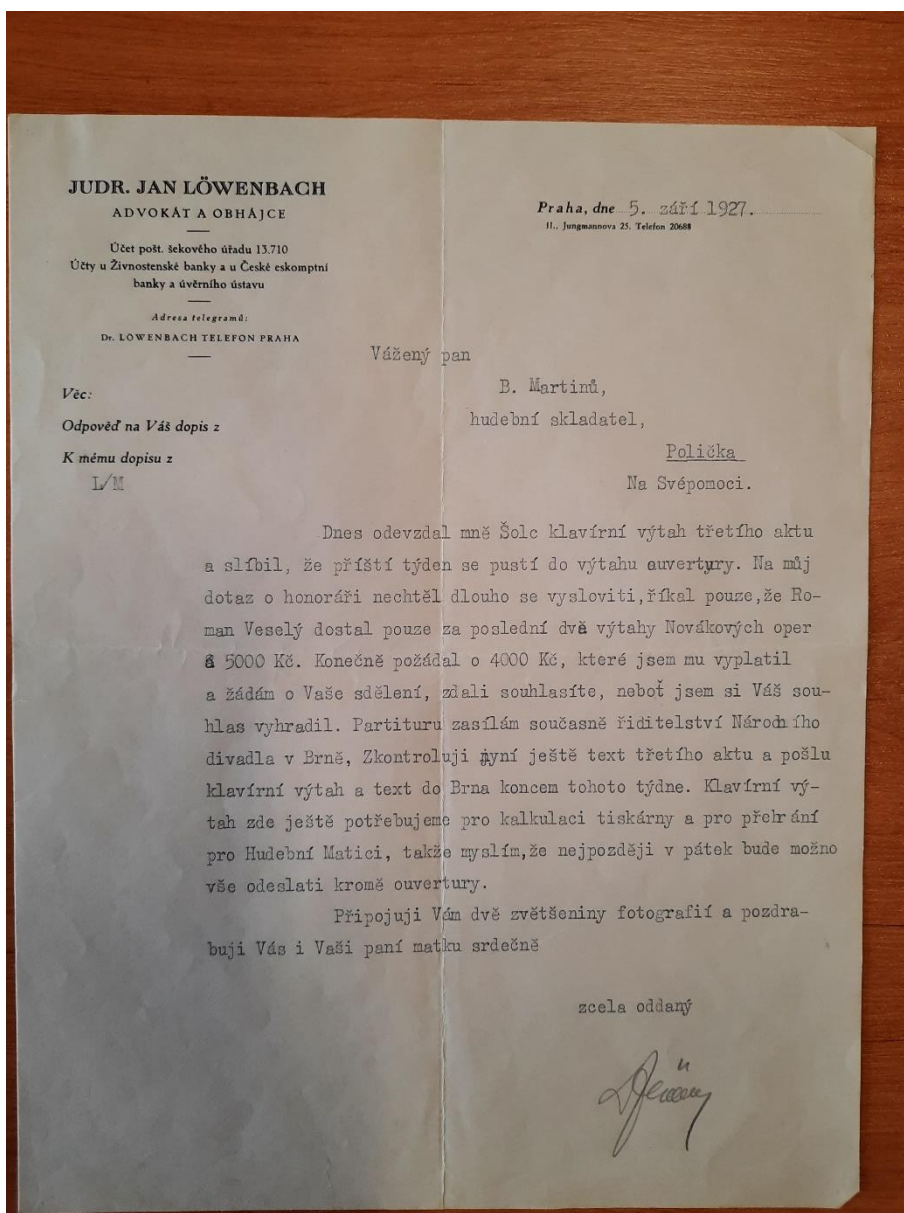 JUDR. JAN LÖWENBACH
ADVOKÁT A OBHÁJCE
Účet pošt. šekového úřadu 13.710
Účty u Živnostenské banky a u České eskomptní
banky a úvěrního ústavu
Adresa telegramů:
Dr. LÖWENBACH TELEFON PRAHA
Praha, dne 5. září 1927.
II., Jungmannova 25. Telefon 20688
Vážený pan
B. Martinů,
hudební skladatel,
Polička
Na Svépomoci.
Věc:
Odpověď na Váš dopis z
K mému dopisu z
L/M
Dnes odevzdal mně Šolc klavírní výtah třetího aktu
a slíbil, že příští týden se pustí do výtahu auvertury. Na můj
dotaz o honoráři nechtěl dlouho se vysloviti,říkal pouze,že Ro-
man Veselý dostal pouze za poslední dvě výtahy Novákových oper
á 5000 Kč. Konečně požádal o 4000 Kč, které jsem mu vyplatil
a žádám o Vaše sdělení, zdali souhlasíte, neboť jsem si Váš sou-
hlas vyhradil. Partituru zasílám současně řiditelství Národního
divadla v Brně, Zkontroluji nyní ještě text třetího aktu a pošlu
klavírní výtah a text do Brna koncem tohoto týdne. Klavírní vý-
tah zde ještě potřebujeme pro kalkulaci tiskárny a pro přehrání
pro Hudební Matici, takže myslím,že nejpozději v pátek bude možno
vše odeslati kromě ouvertury.
Připojuji Vám dvě zvětšeniny fotografií a pozdra-
buji Vás i Vaši paní matku srdečně
zcela oddaný